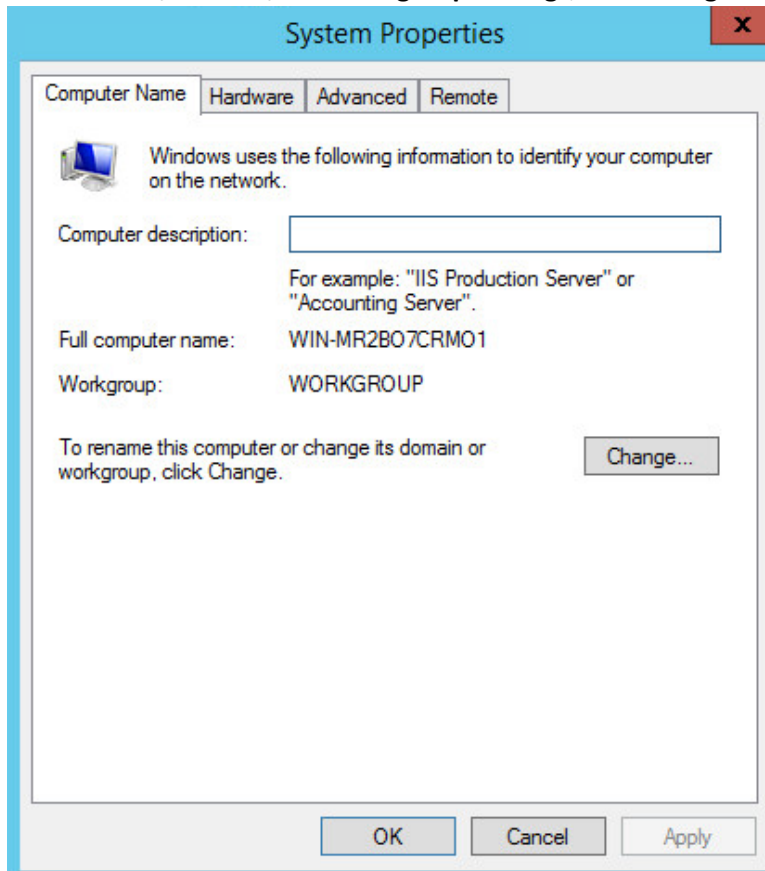 System Properties
X
Computer Name Hardware Advanced Remote
Windows uses the following information to identify your computer
on the network.
Computer description:
For example: "IIS Production Server" or
"Accounting Server".
Full computer name: WIN-MR2BO7CRMO1
Workgroup: WORKGROUP
To rename this computer or change its domain or
workgroup, click Change.
Change...
OK Cancel Apply